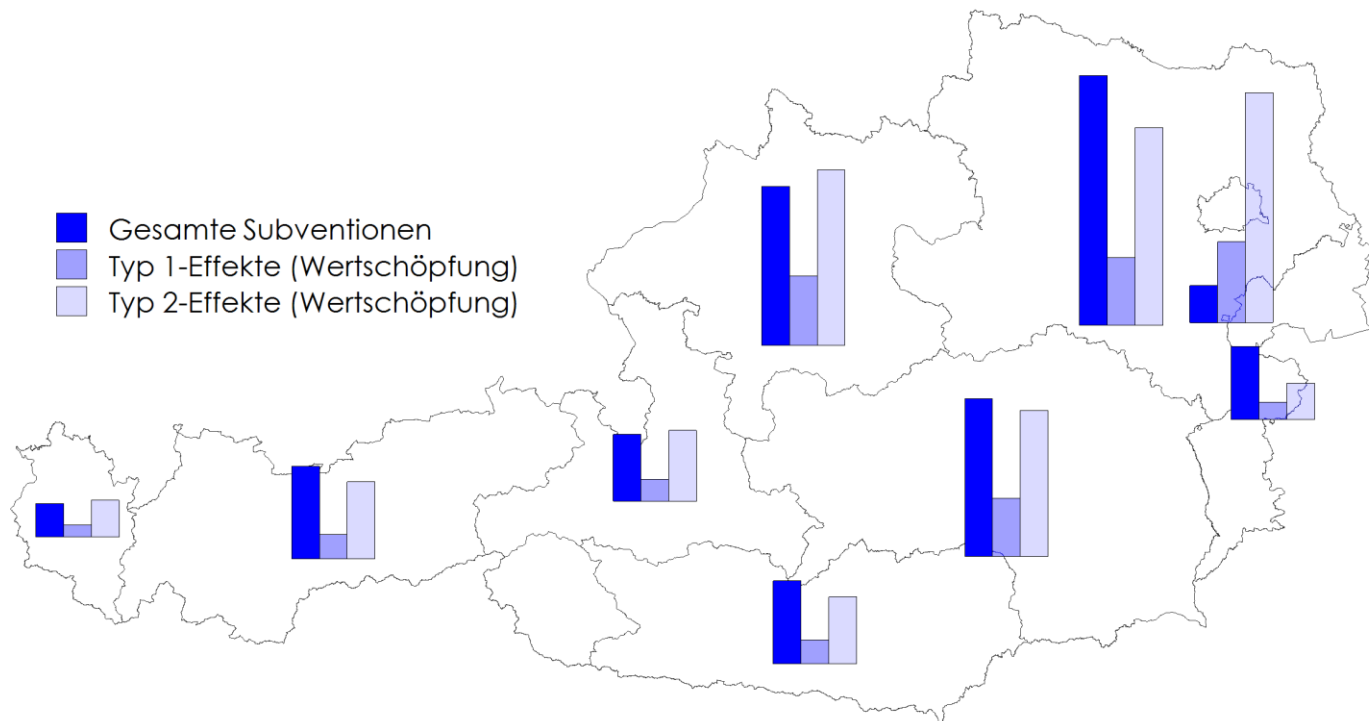 Gesamte Subventionen
Typ 1-Effekte (Wertschöpfung)
Typ 2-Effekte (Wertschöpfung)